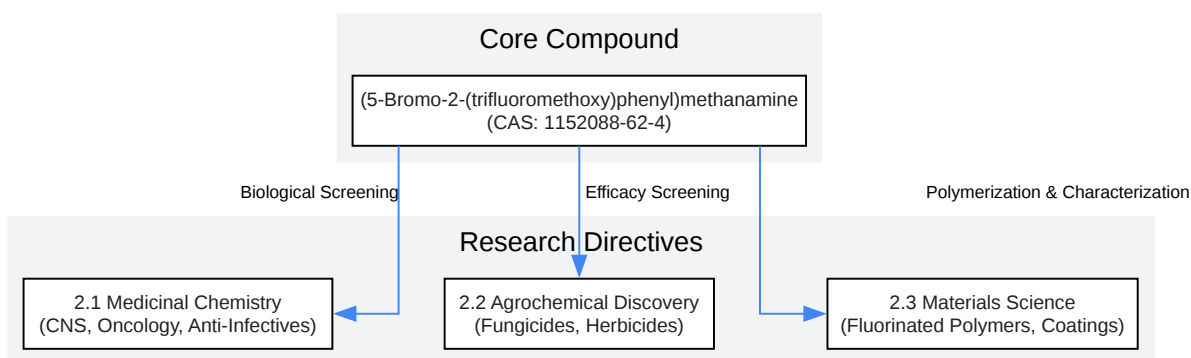 Core Compound
(5-Bromo-2-(trifluoromethoxy)phenyl)methanamine
(CAS: 1152088-62-4)
Biological Screening
Efficacy Screening
Polymerization & Characterization
Research Directives
2.1 Medicinal Chemistry
(CNS, Oncology, Anti-Infectives)
2.2 Agrochemical Discovery
(Fungicides, Herbicides)
2.3 Materials Science
(Fluorinated Polymers, Coatings)